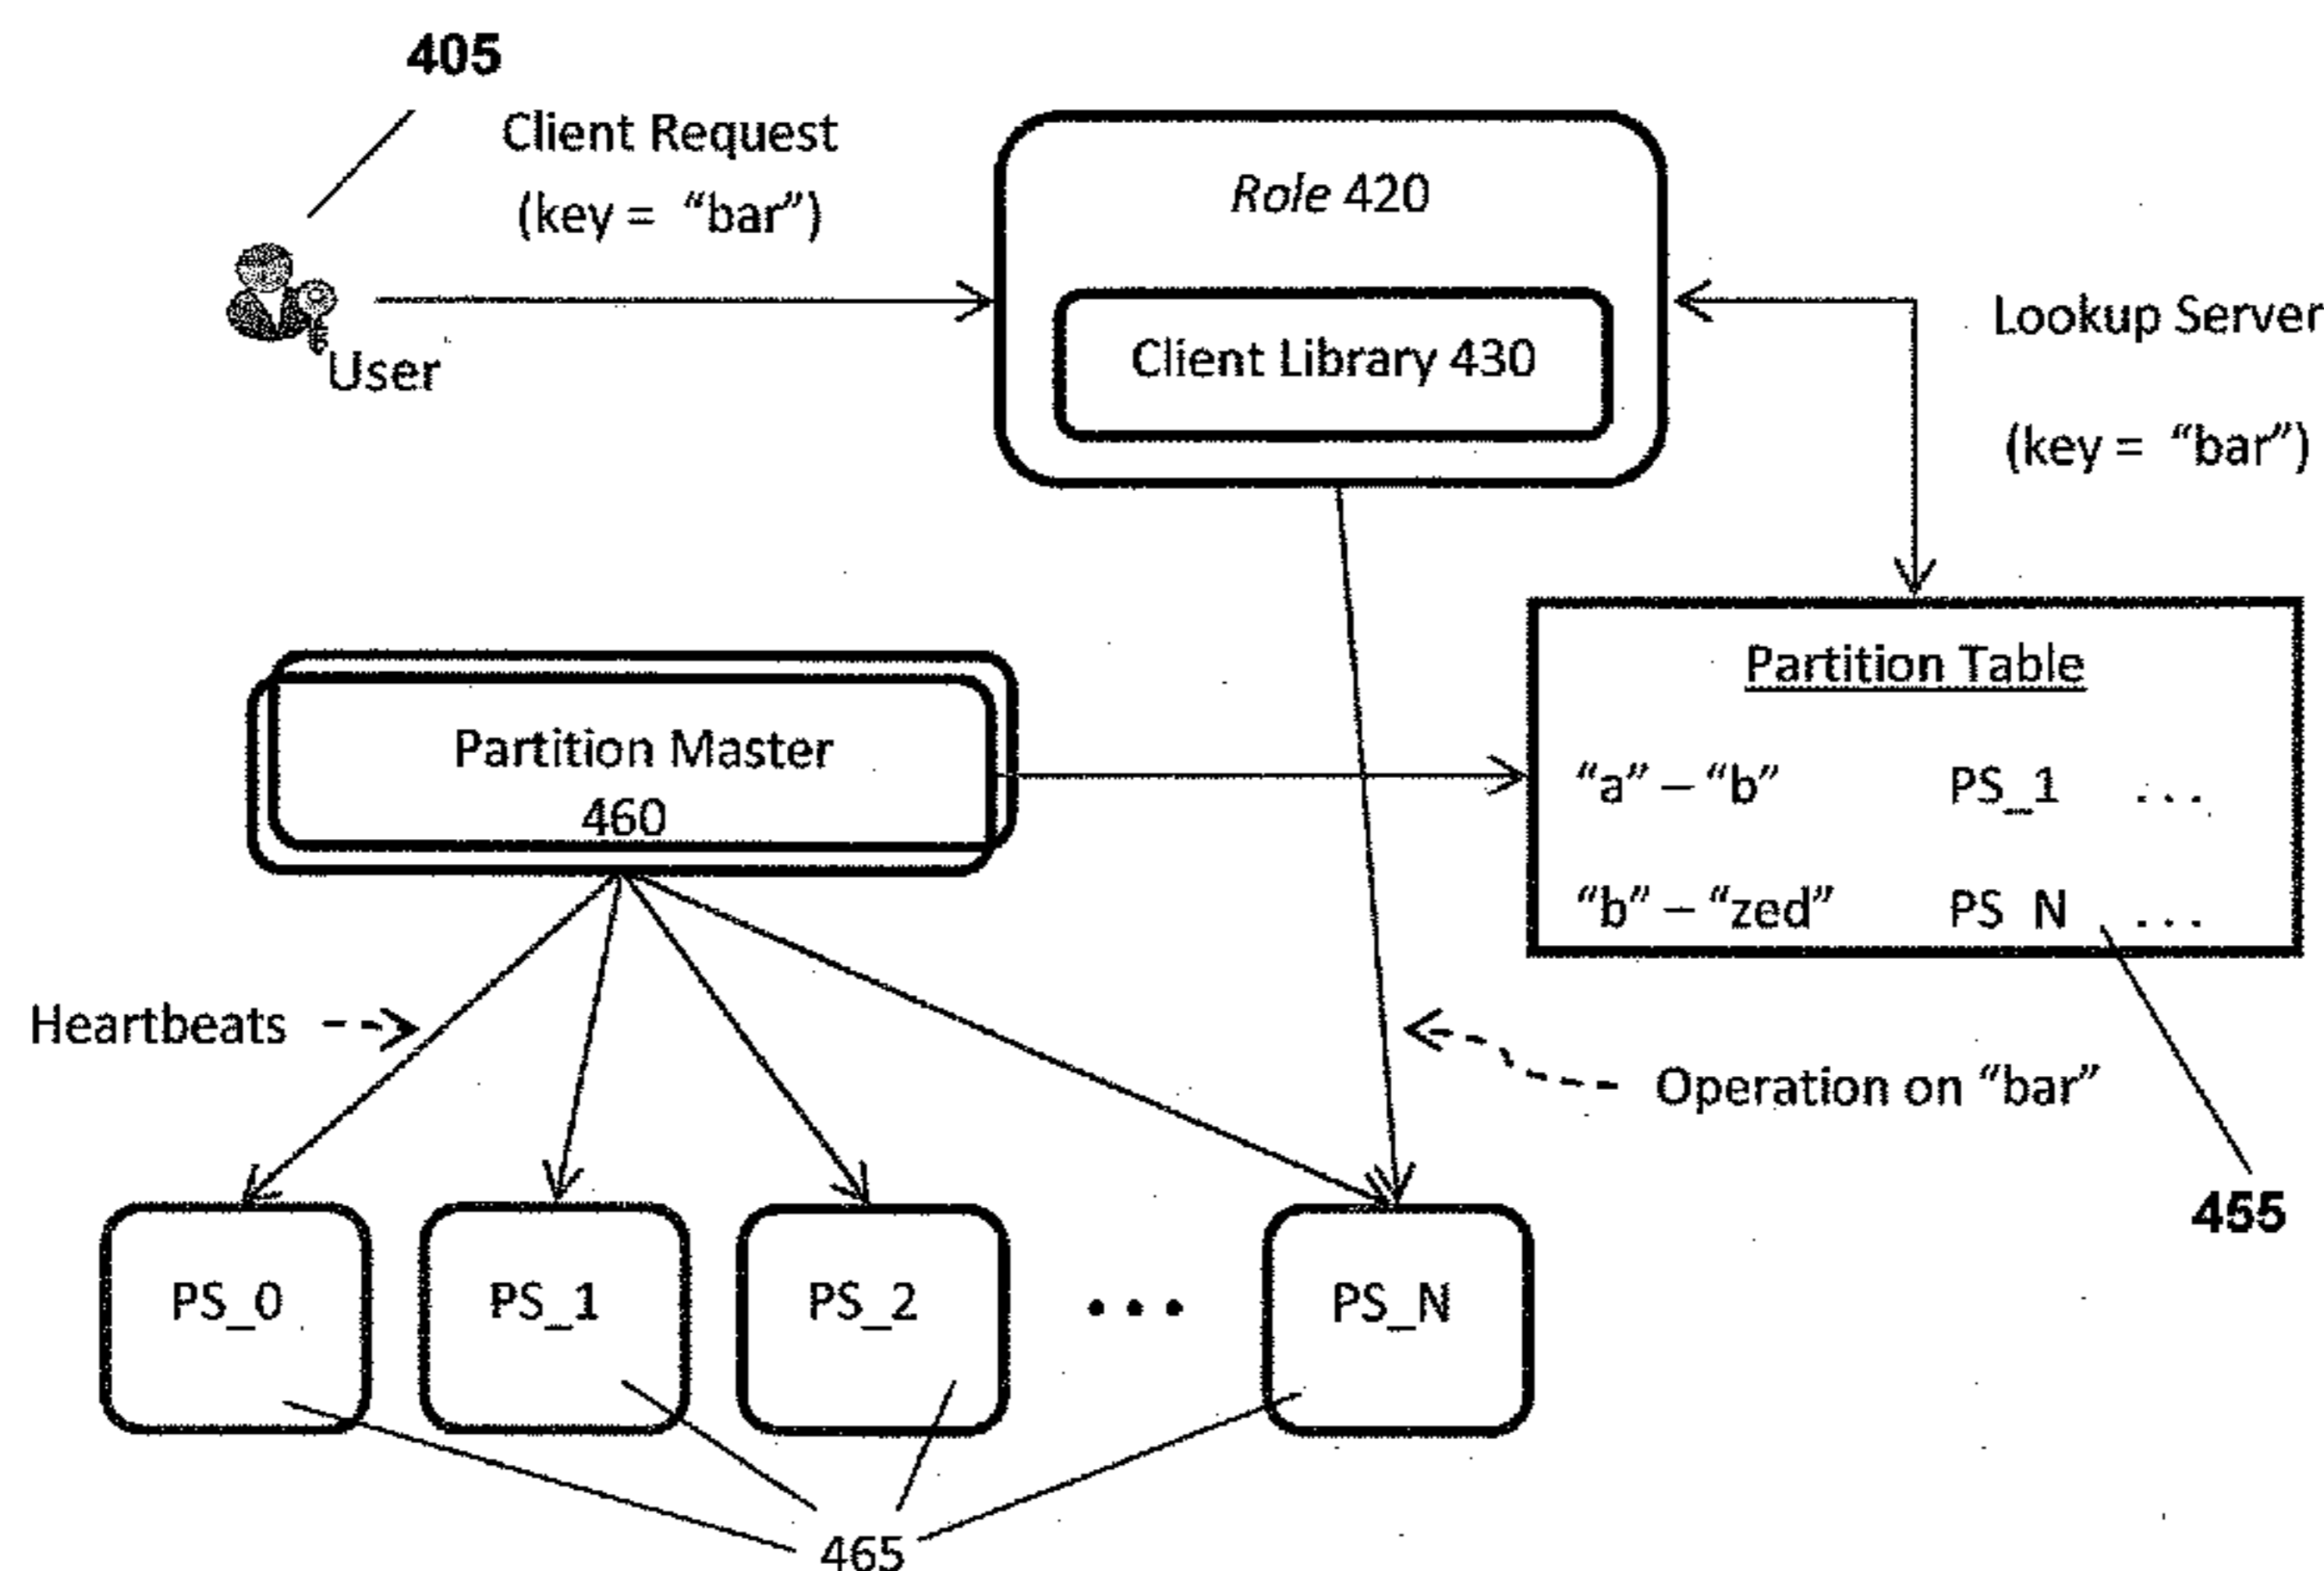 405
Client Request
(key = “bar”)
User
Role 420
Client Library 430
Lookup Server
(key = “bar”)
Partition Master
460
Partition Table
“a” – “b” PS_1 ...
“b” – “zed” PS N ...
Heartbeats
Operation on “bar”
455
PS_0
PS_1
PS_2
• • •
PS_N
465